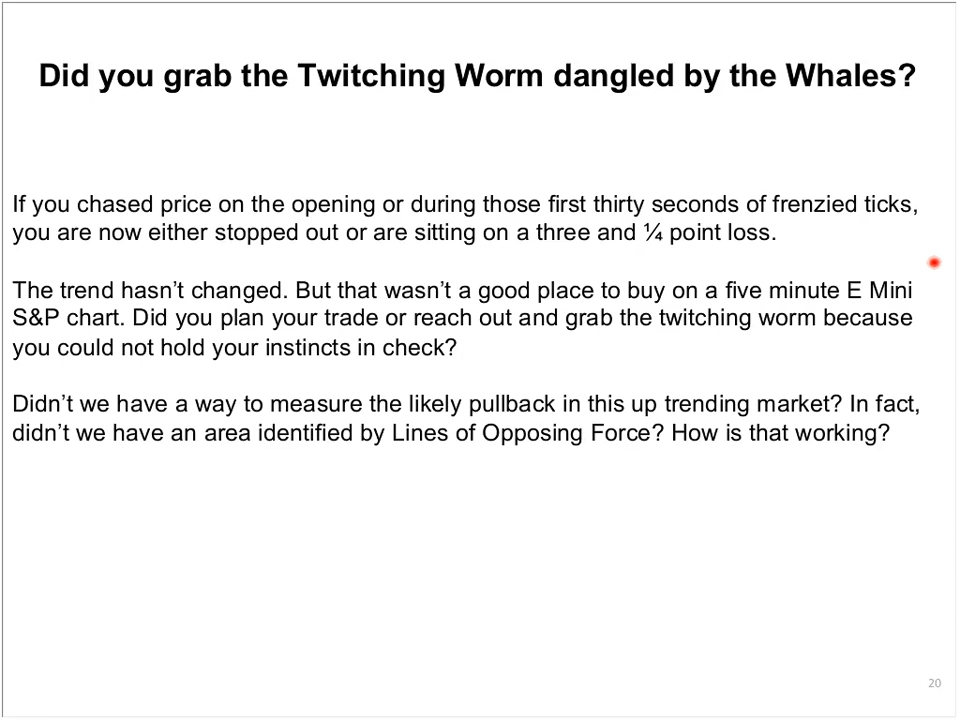 Did you grab the Twitching Worm dangled by the Whales?
If you chased price on the opening or during those first thirty seconds of frenzied ticks,
you are now either stopped out or are sitting on a three and ¼ point loss.
The trend hasn’t changed. But that wasn’t a good place to buy on a five minute E Mini
S&P chart. Did you plan your trade or reach out and grab the twitching worm because
you could not hold your instincts in check?
Didn’t we have a way to measure the likely pullback in this up trending market? In fact,
didn’t we have an area identified by Lines of Opposing Force? How is that working?
20